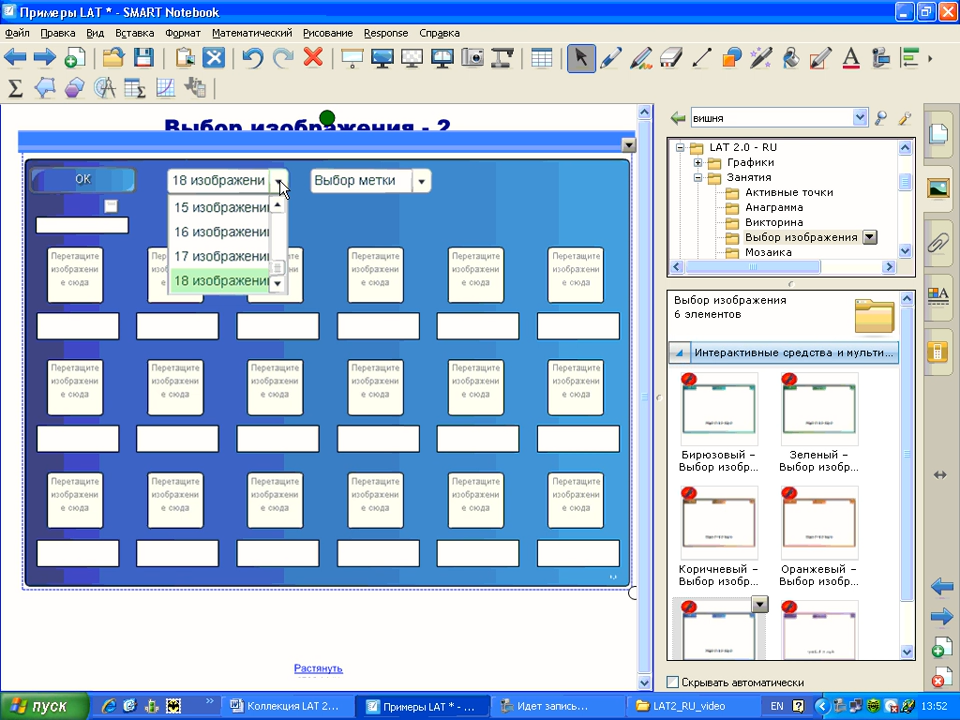 Примеры LAT * - SMART Notebook
Файл Правка Вид Вставка Формат Математический Рисование Response Справка
Выбор изображения - 2
OK
18 изображени
Выбор метки
15 изображени
16 изображени
17 изображени
18 изображени
Перетащите
изображени
е сюда
Перетащите
изображени
е сюда
Перетащите
изображени
е сюда
Перетащите
изображени
е сюда
Перетащите изображени
е сюда
Перетащите
изображени
е сюда
Перетащите
изображени
е сюда
Перетащите
изображени
е сюда
Перетащите
изображени
е сюда
Перетащите
изображени
е сюда
Перетащите
изображени
е сюда
Перетащите
изображени
е сюда
Перетащите
изображени
е сюда
Перетащите
изображени
е сюда
Перетащите
изображени
е сюда
Перетащите
изображени
е сюда
Растянуть
вишня
LAT 2.0 - RU
Графики
Занятия
Активные точки
Анаграмма
Викторина
Выбор изображения
Мозаика
Выбор изображения
6 элементов
Интерактивные средства и мульти...
Бирюзовый –
Выбор изобр...
Зеленый –
Выбор изобр...
Коричневый –
Выбор изобр...
Оранжевый –
Выбор изобр...
Скрывать автоматически
пуск
Коллекция LAT 2...
Примеры LAT * - ...
Идет запись...
LAT2_RU_video
EN
13:52